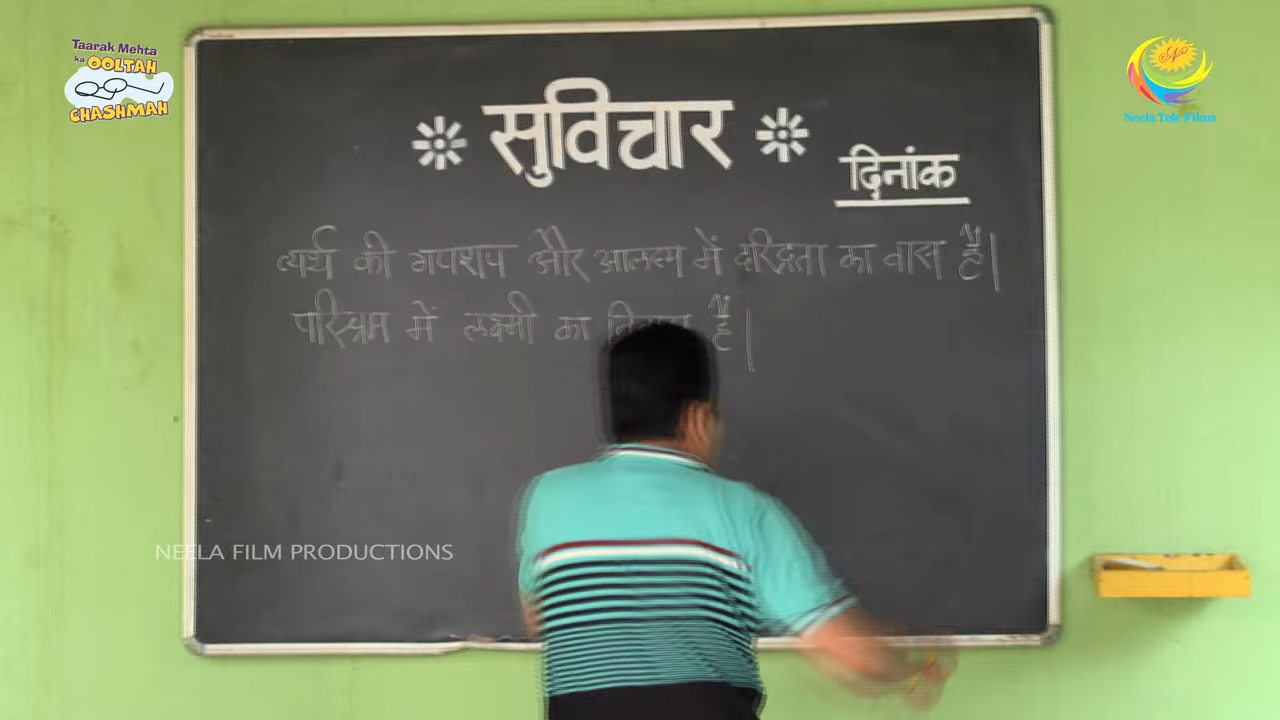 Taarak Mehta
ka OOLTAH
CHASHMAH
Neela Tele Films
सुविचार
दिनांक
व्यर्थ की गपशप और आलस्य में दरिद्रता का वास है।
परिश्रम में लक्ष्मी का है।
NEELA FILM PRODUCTIONS